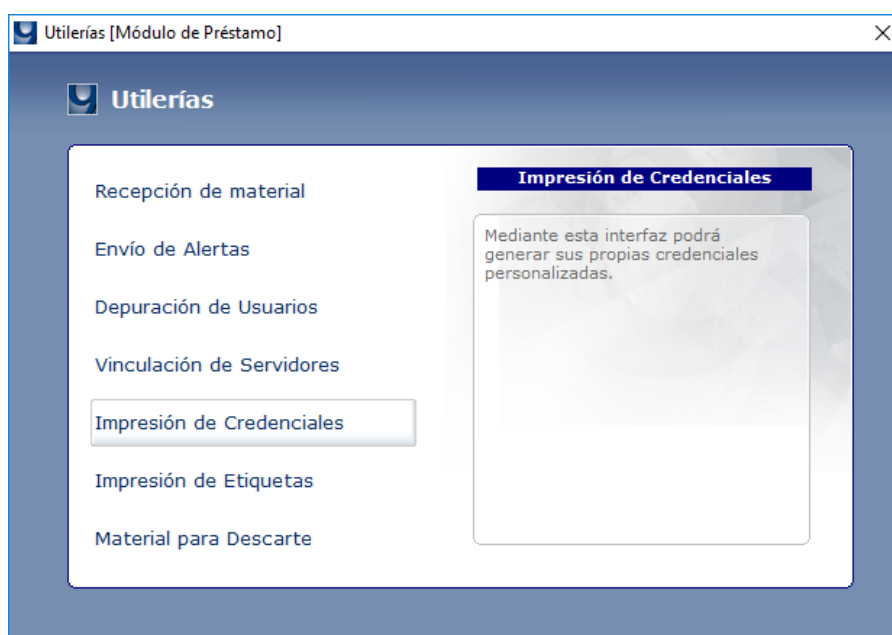 Utilerías [Módulo de Préstamo]
Utilerías
Recepción de material
Envío de Alertas
Depuración de Usuarios
Vinculación de Servidores
Impresión de Credenciales
Impresión de Etiquetas
Material para Descarte
Impresión de Credenciales
Mediante esta interfaz podrá
generar sus propias credenciales
personalizadas.